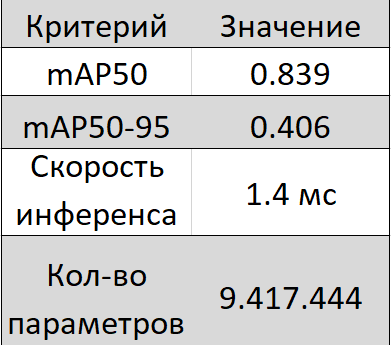 Критерий Значение
mAP50 0.839
mAP50-95 0.406
Скорость
инференса 1.4 мс
Кол-во
параметров 9.417.444